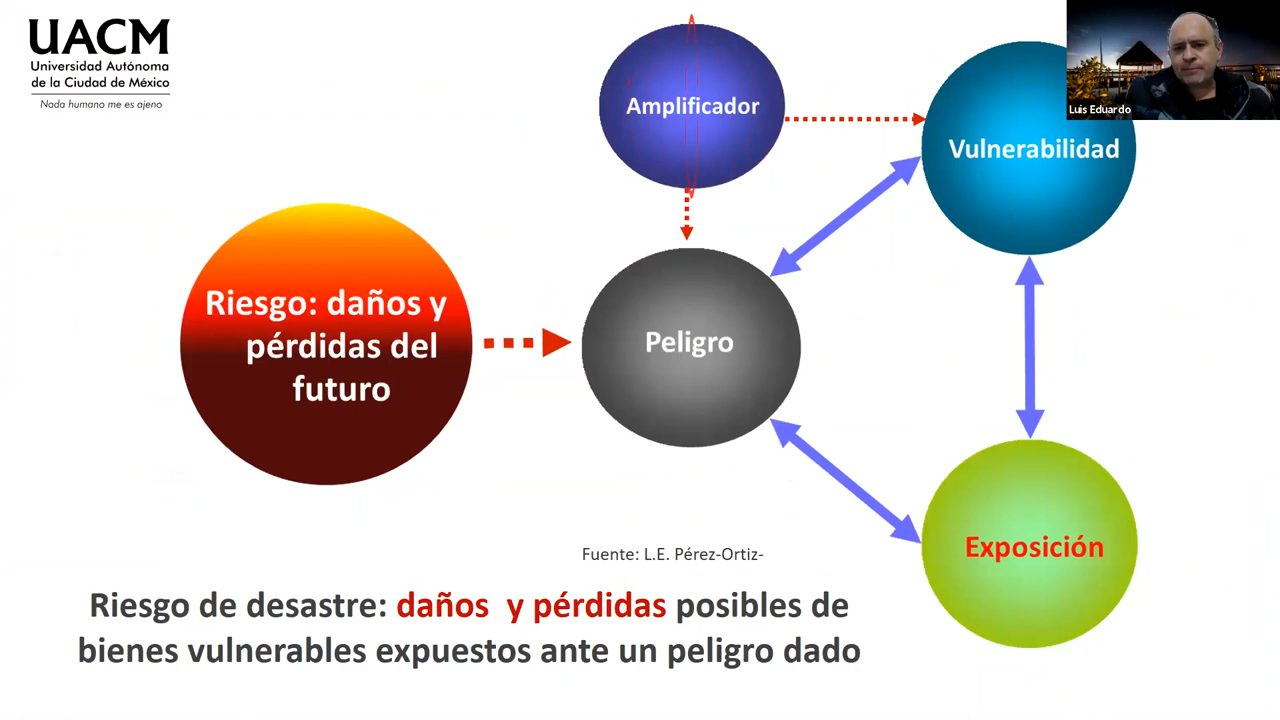 UACM
Universidad Autónoma
de la Ciudad de México
Nada humano me es ajeno
Amplificador
Luis Eduardo
Vulnerabilidad
Riesgo: daños y
pérdidas del
futuro
Peligro
Exposición
Fuente: L.E. Pérez-Ortiz-
Riesgo de desastre: daños y pérdidas posibles de
bienes vulnerables expuestos ante un peligro dado